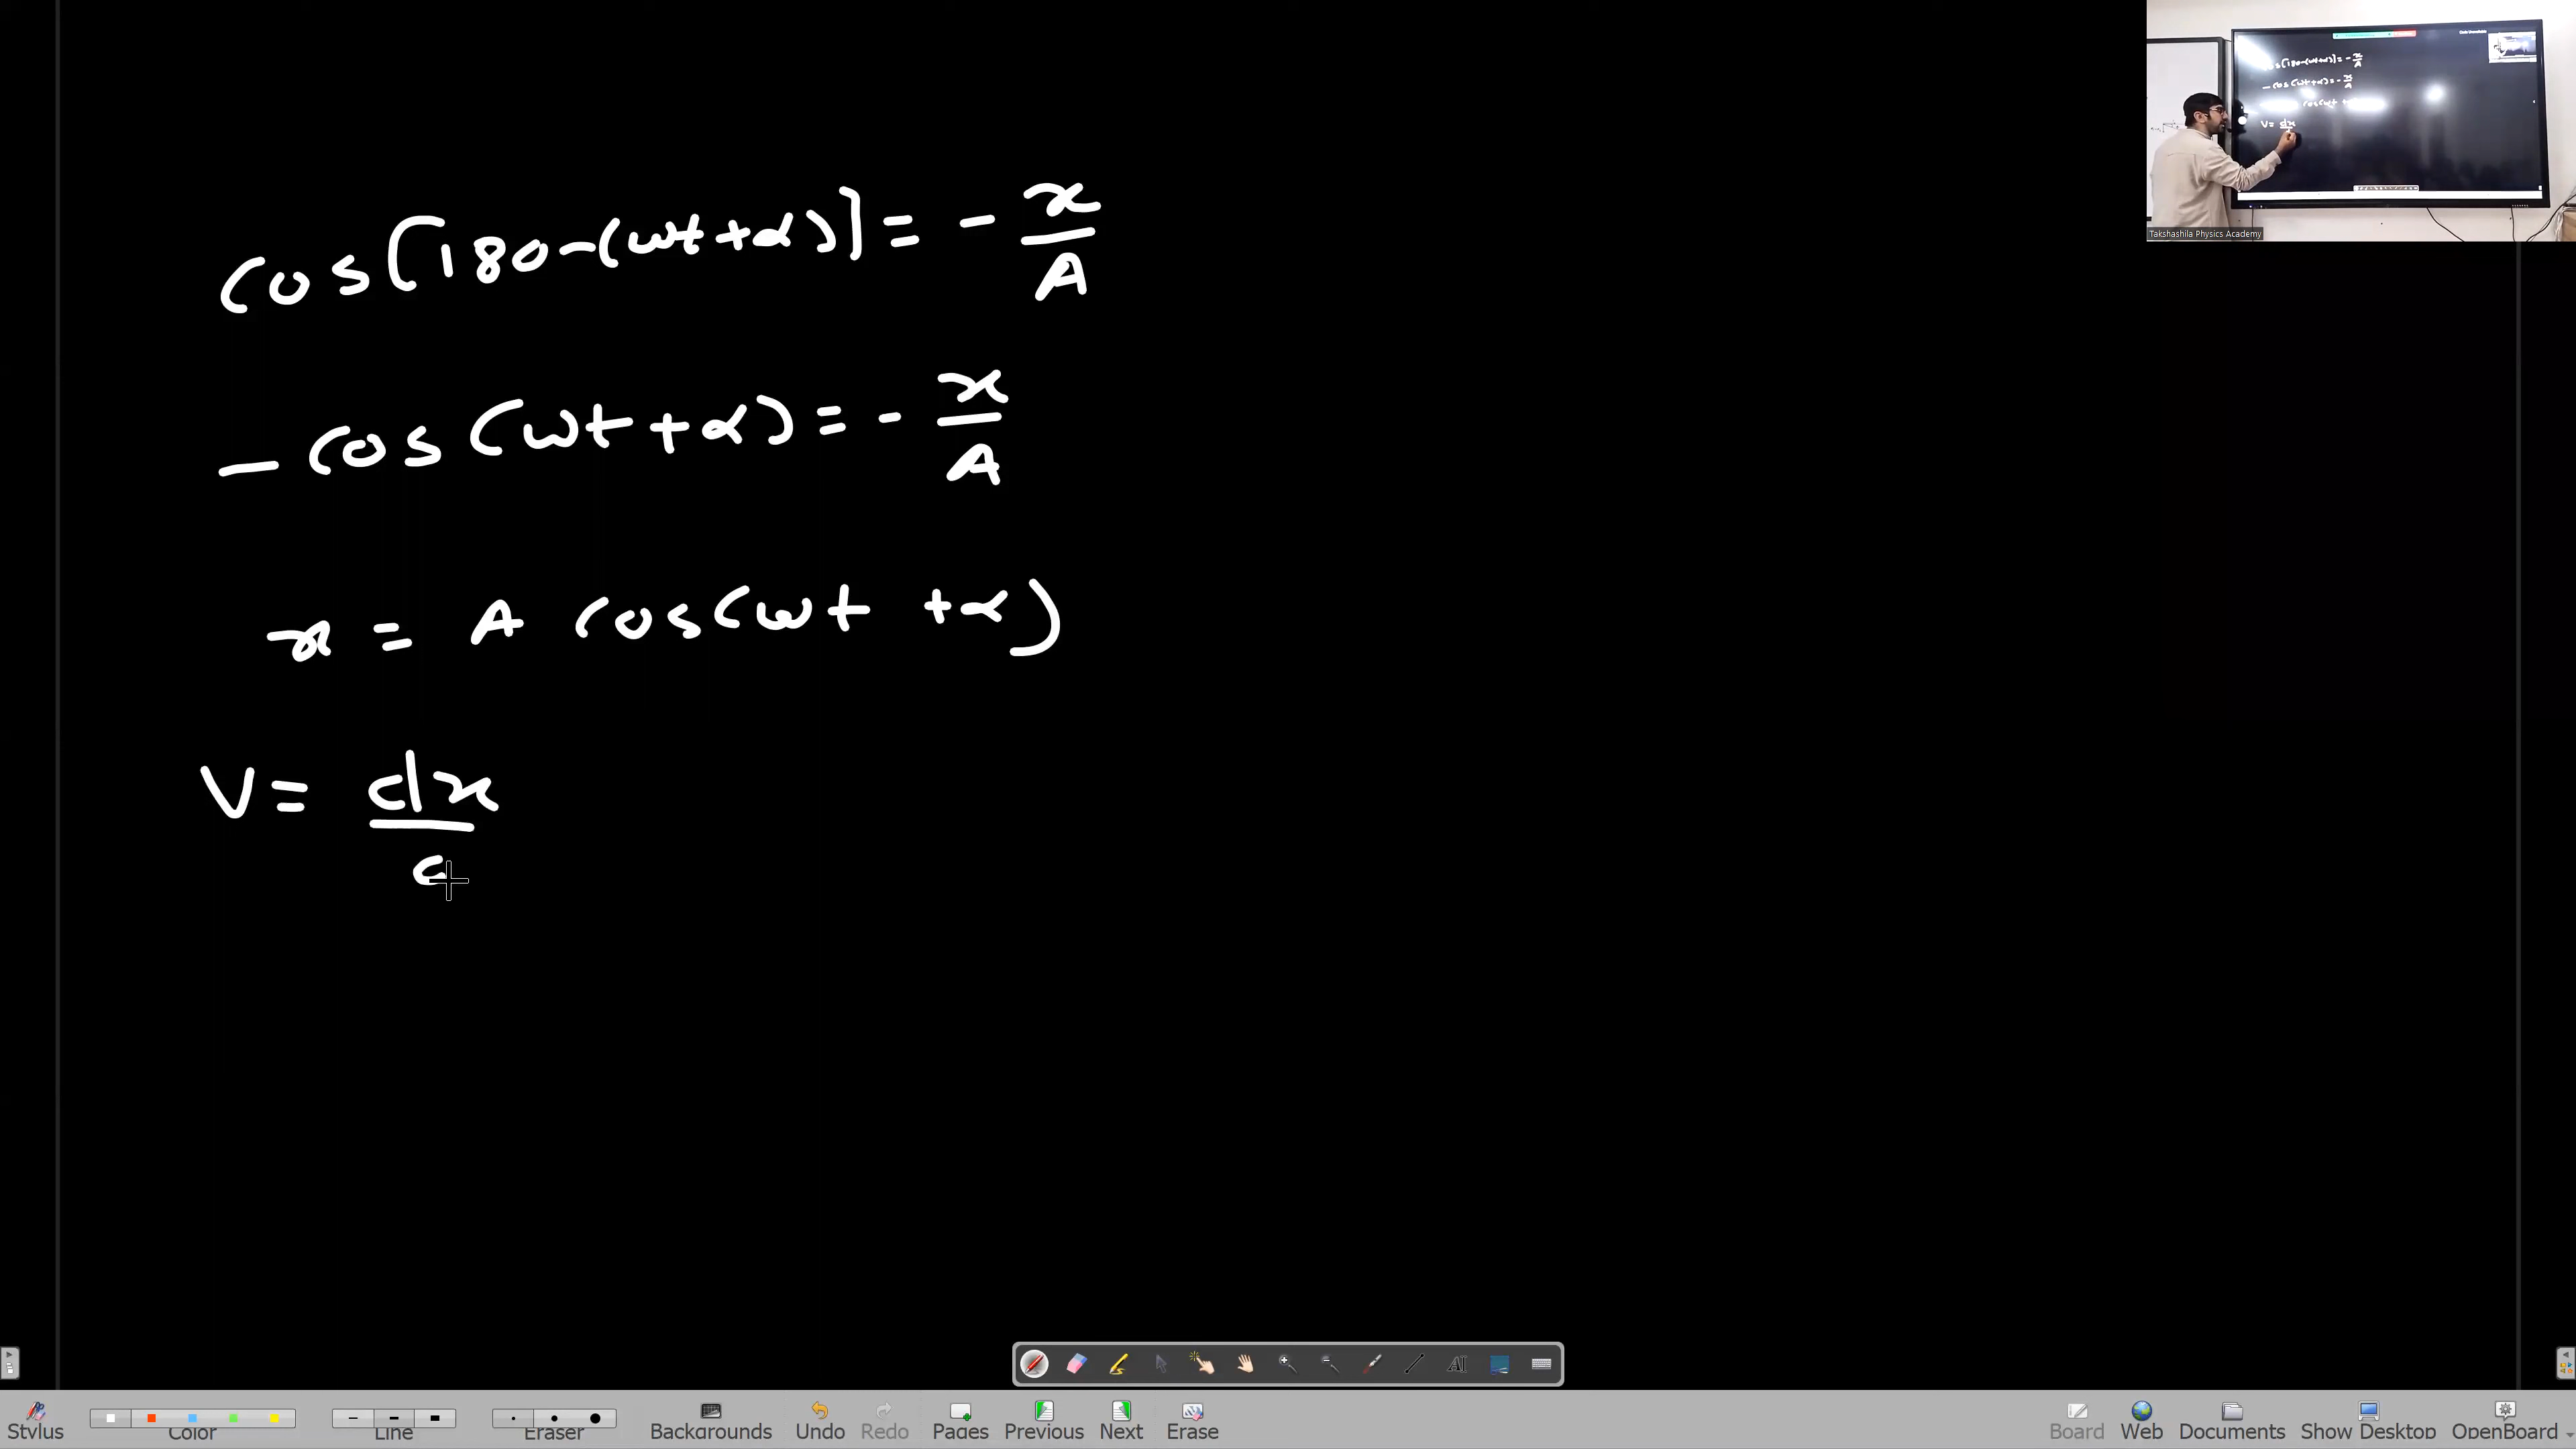 cos[180-(ωt+α)] = - x/A
- cos(ωt+α) = - x/A
x = A cos(ωt +α)
V = dx
Takshashila Physics Academy
Stylus Color Line Eraser Backgrounds Undo Redo Pages Previous Next Erase Board Web Documents Show Desktop OpenBoard